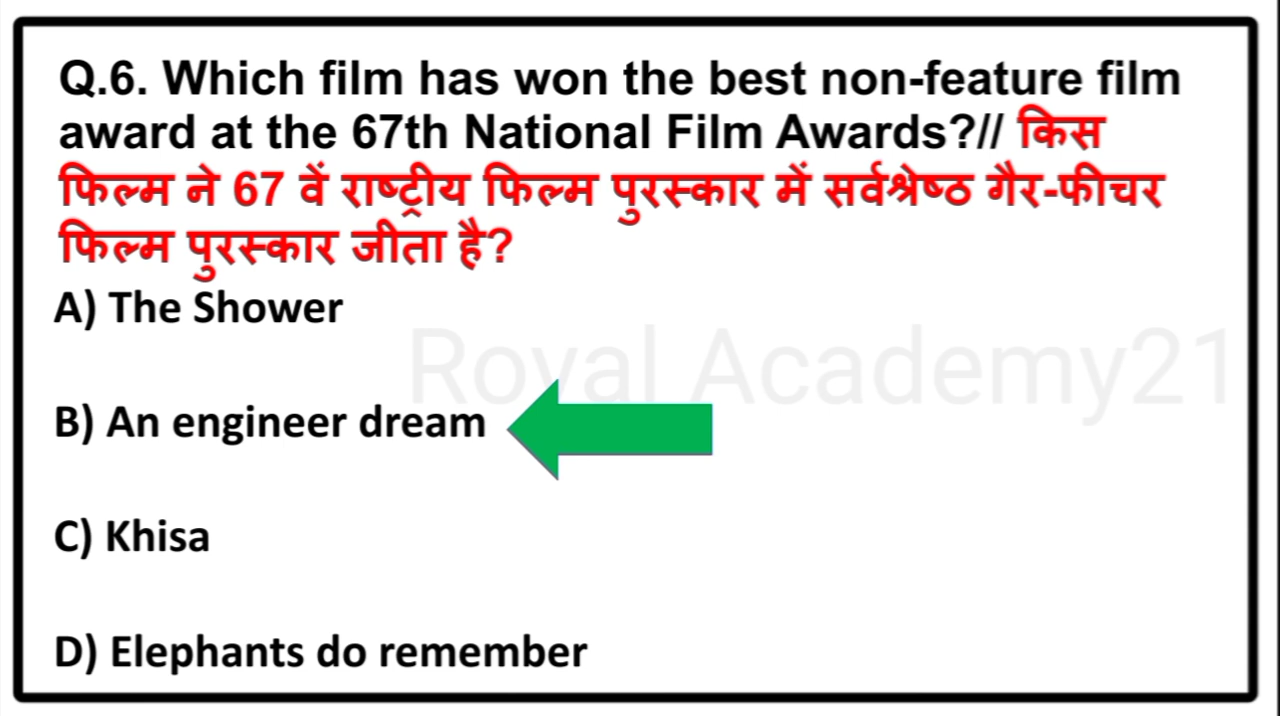 Q.6. Which film has won the best non-feature film
award at the 67th National Film Awards?// किस
फिल्म ने 67 वें राष्ट्रीय फिल्म पुरस्कार में सर्वश्रेष्ठ गैर-फीचर
फिल्म पुरस्कार जीता है?
A) The Shower
Royal Academy21
B) An engineer dream
C) Khisa
D) Elephants do remember